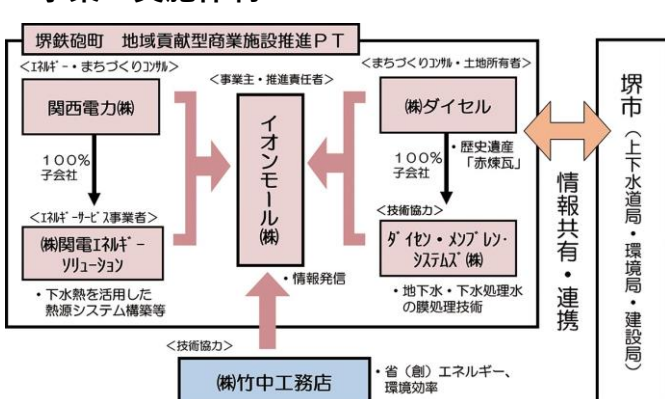 堺鉄砲町 地域貢献型商業施設推進ＰＴ
<ｴﾈﾙｷﾞｰ・まちづくりｺﾝｻﾙ>
関西電力㈱
１００%
子会社
<ｴﾈﾙｷﾞｰｻｰﾋﾞｽ事業者>
㈱関電ｴﾈﾙｷﾞｰ
ｿﾘｭｰｼｮﾝ
・下水熱を活用した
熱源システム構築等
<事業主・推進責任者>
イオンモール㈱
・情報発信
<まちづくりｺﾝｻﾙ・土地所有者>
㈱ダイセル
１００%
子会社
・歴史遺産
「赤煉瓦」
<技術協力>
ﾀﾞｲｾﾝ・ﾒﾝﾌﾞﾚﾝ・
ｼｽﾃﾑｽﾞ㈱
・地下水・下水処理水
の膜処理技術
<技術協力>
㈱竹中工務店
・省（創）エネルギー、
環境効率
情報共有・連携
堺市（上下水道局・環境局・建設局）